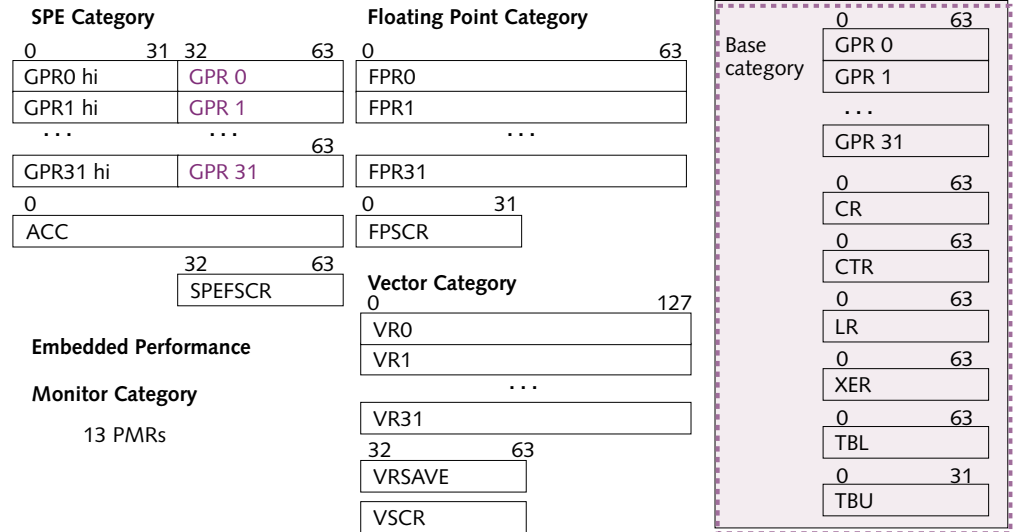 SPE Category
0 31 32 63
GPR0 hi GPR 0
GPR1 hi GPR 1
... ...
63
GPR31 hi GPR 31
0
ACC
32 63
SPEFSCR
Embedded Performance
Monitor Category
13 PMRs
Floating Point Category
0 63
FPR0
FPR1
...
FPR31
0 31
FPSCR
Vector Category
0 127
VR0
VR1
...
VR31
32 63
VRSAVE
VSCR
Base
category
0 63
GPR 0
GPR 1
...
GPR 31
0 63
CR
0 63
CTR
0 63
LR
0 63
XER
0 63
TBL
0 31
TBU